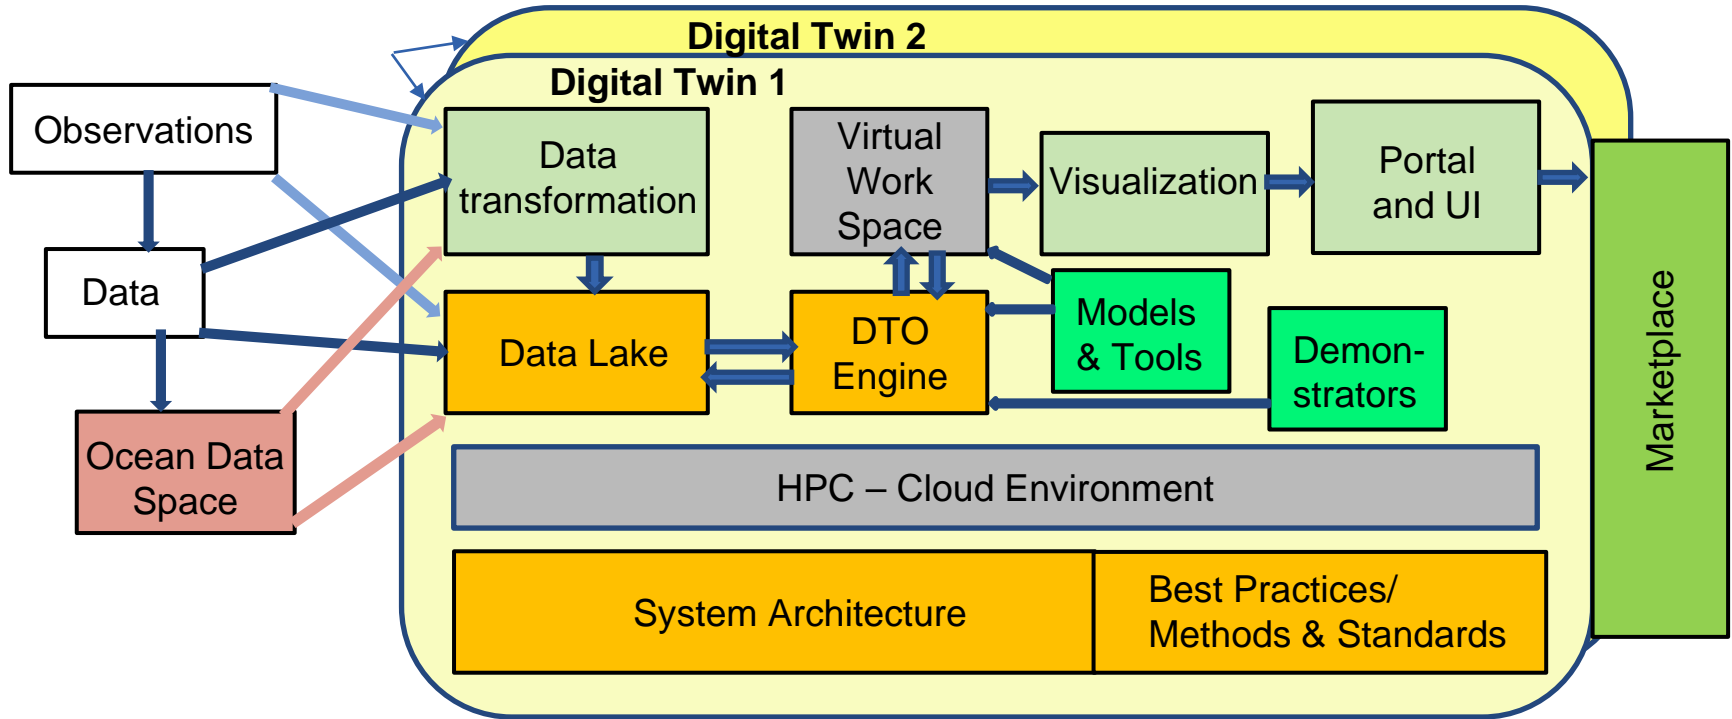 Digital Twin 2
Digital Twin 1
Observations
Data
Ocean Data
Space
Data
transformation
Data Lake
Virtual
Work
Space
DTO
Engine
Visualization
Portal
and UI
Models
& Tools
Demon-
strators
HPC – Cloud Environment
System Architecture
Best Practices/
Methods & Standards
Marketplace